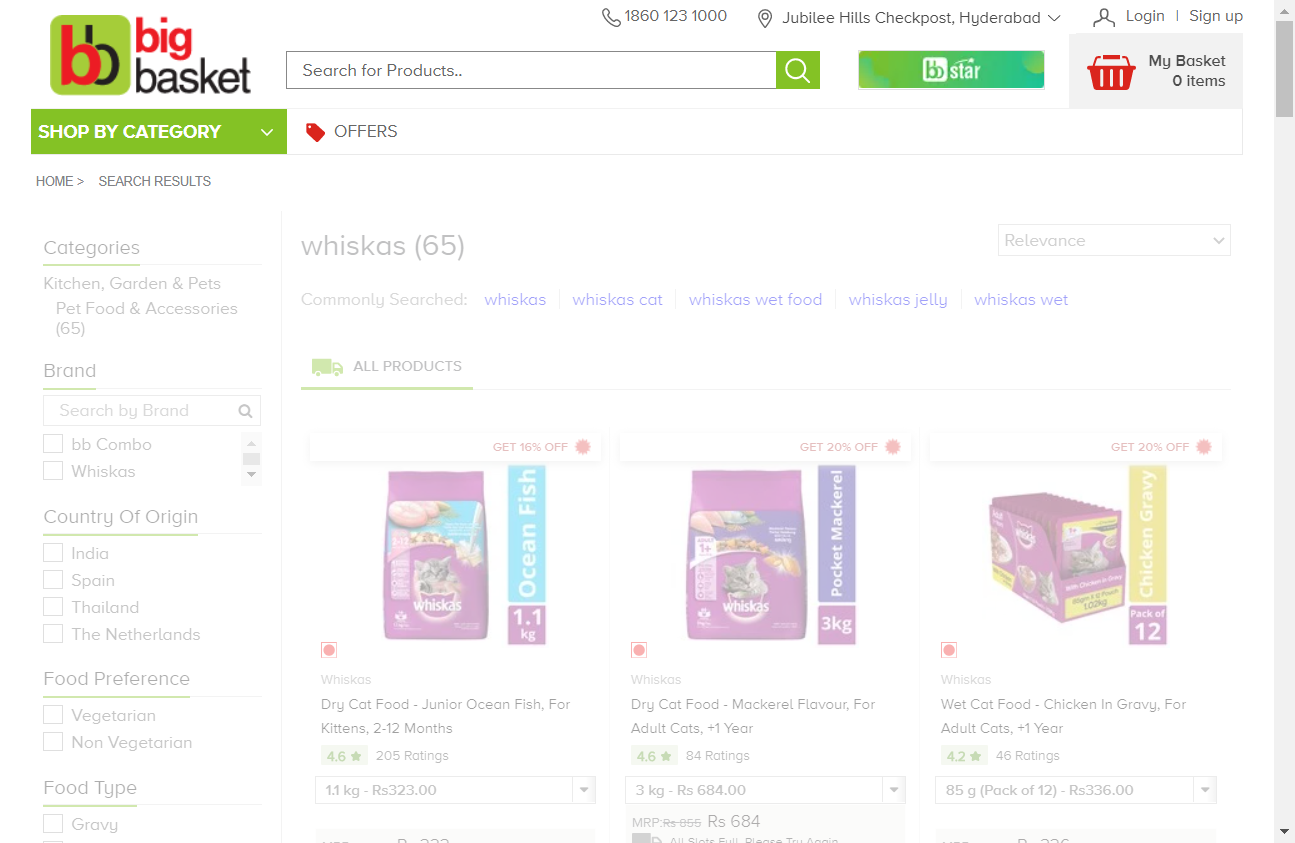 1860 123 1000
Jubilee Hills Checkpost, Hyderabad
Login | Sign up
bb big basket
Search for Products..
bb star
My Basket
0 items
SHOP BY CATEGORY
OFFERS
HOME > SEARCH RESULTS
Categories
Kitchen, Garden & Pets
Pet Food & Accessories
(65)
Brand
Search by Brand
bb Combo
Whiskas
Country Of Origin
India
Spain
Thailand
The Netherlands
Food Preference
Vegetarian
Non Vegetarian
Food Type
Gravy
whiskas (65)
Relevance
Commonly Searched: whiskas whiskas cat whiskas wet food whiskas jelly whiskas wet
ALL PRODUCTS
GET 16% OFF
whiskas
Ocean Fish
1.1
kg
Whiskas
Dry Cat Food - Junior Ocean Fish, For
Kittens, 2-12 Months
4.6 ★ 205 Ratings
1.1 kg - Rs323.00
GET 20% OFF
ADULT
1+
whiskas
Pocket Mackerel
3kg
Whiskas
Dry Cat Food - Mackerel Flavour, For
Adult Cats, +1 Year
4.6 ★ 84 Ratings
3 kg - Rs 684.00
MRP:Rs 855 Rs 684
All Slots Full. Please Try Again
GET 20% OFF
Chicken Gravy
Pack of
12
Whiskas
Wet Cat Food - Chicken In Gravy, For
Adult Cats, +1 Year
4.2 ★ 46 Ratings
85 g (Pack of 12) - Rs336.00